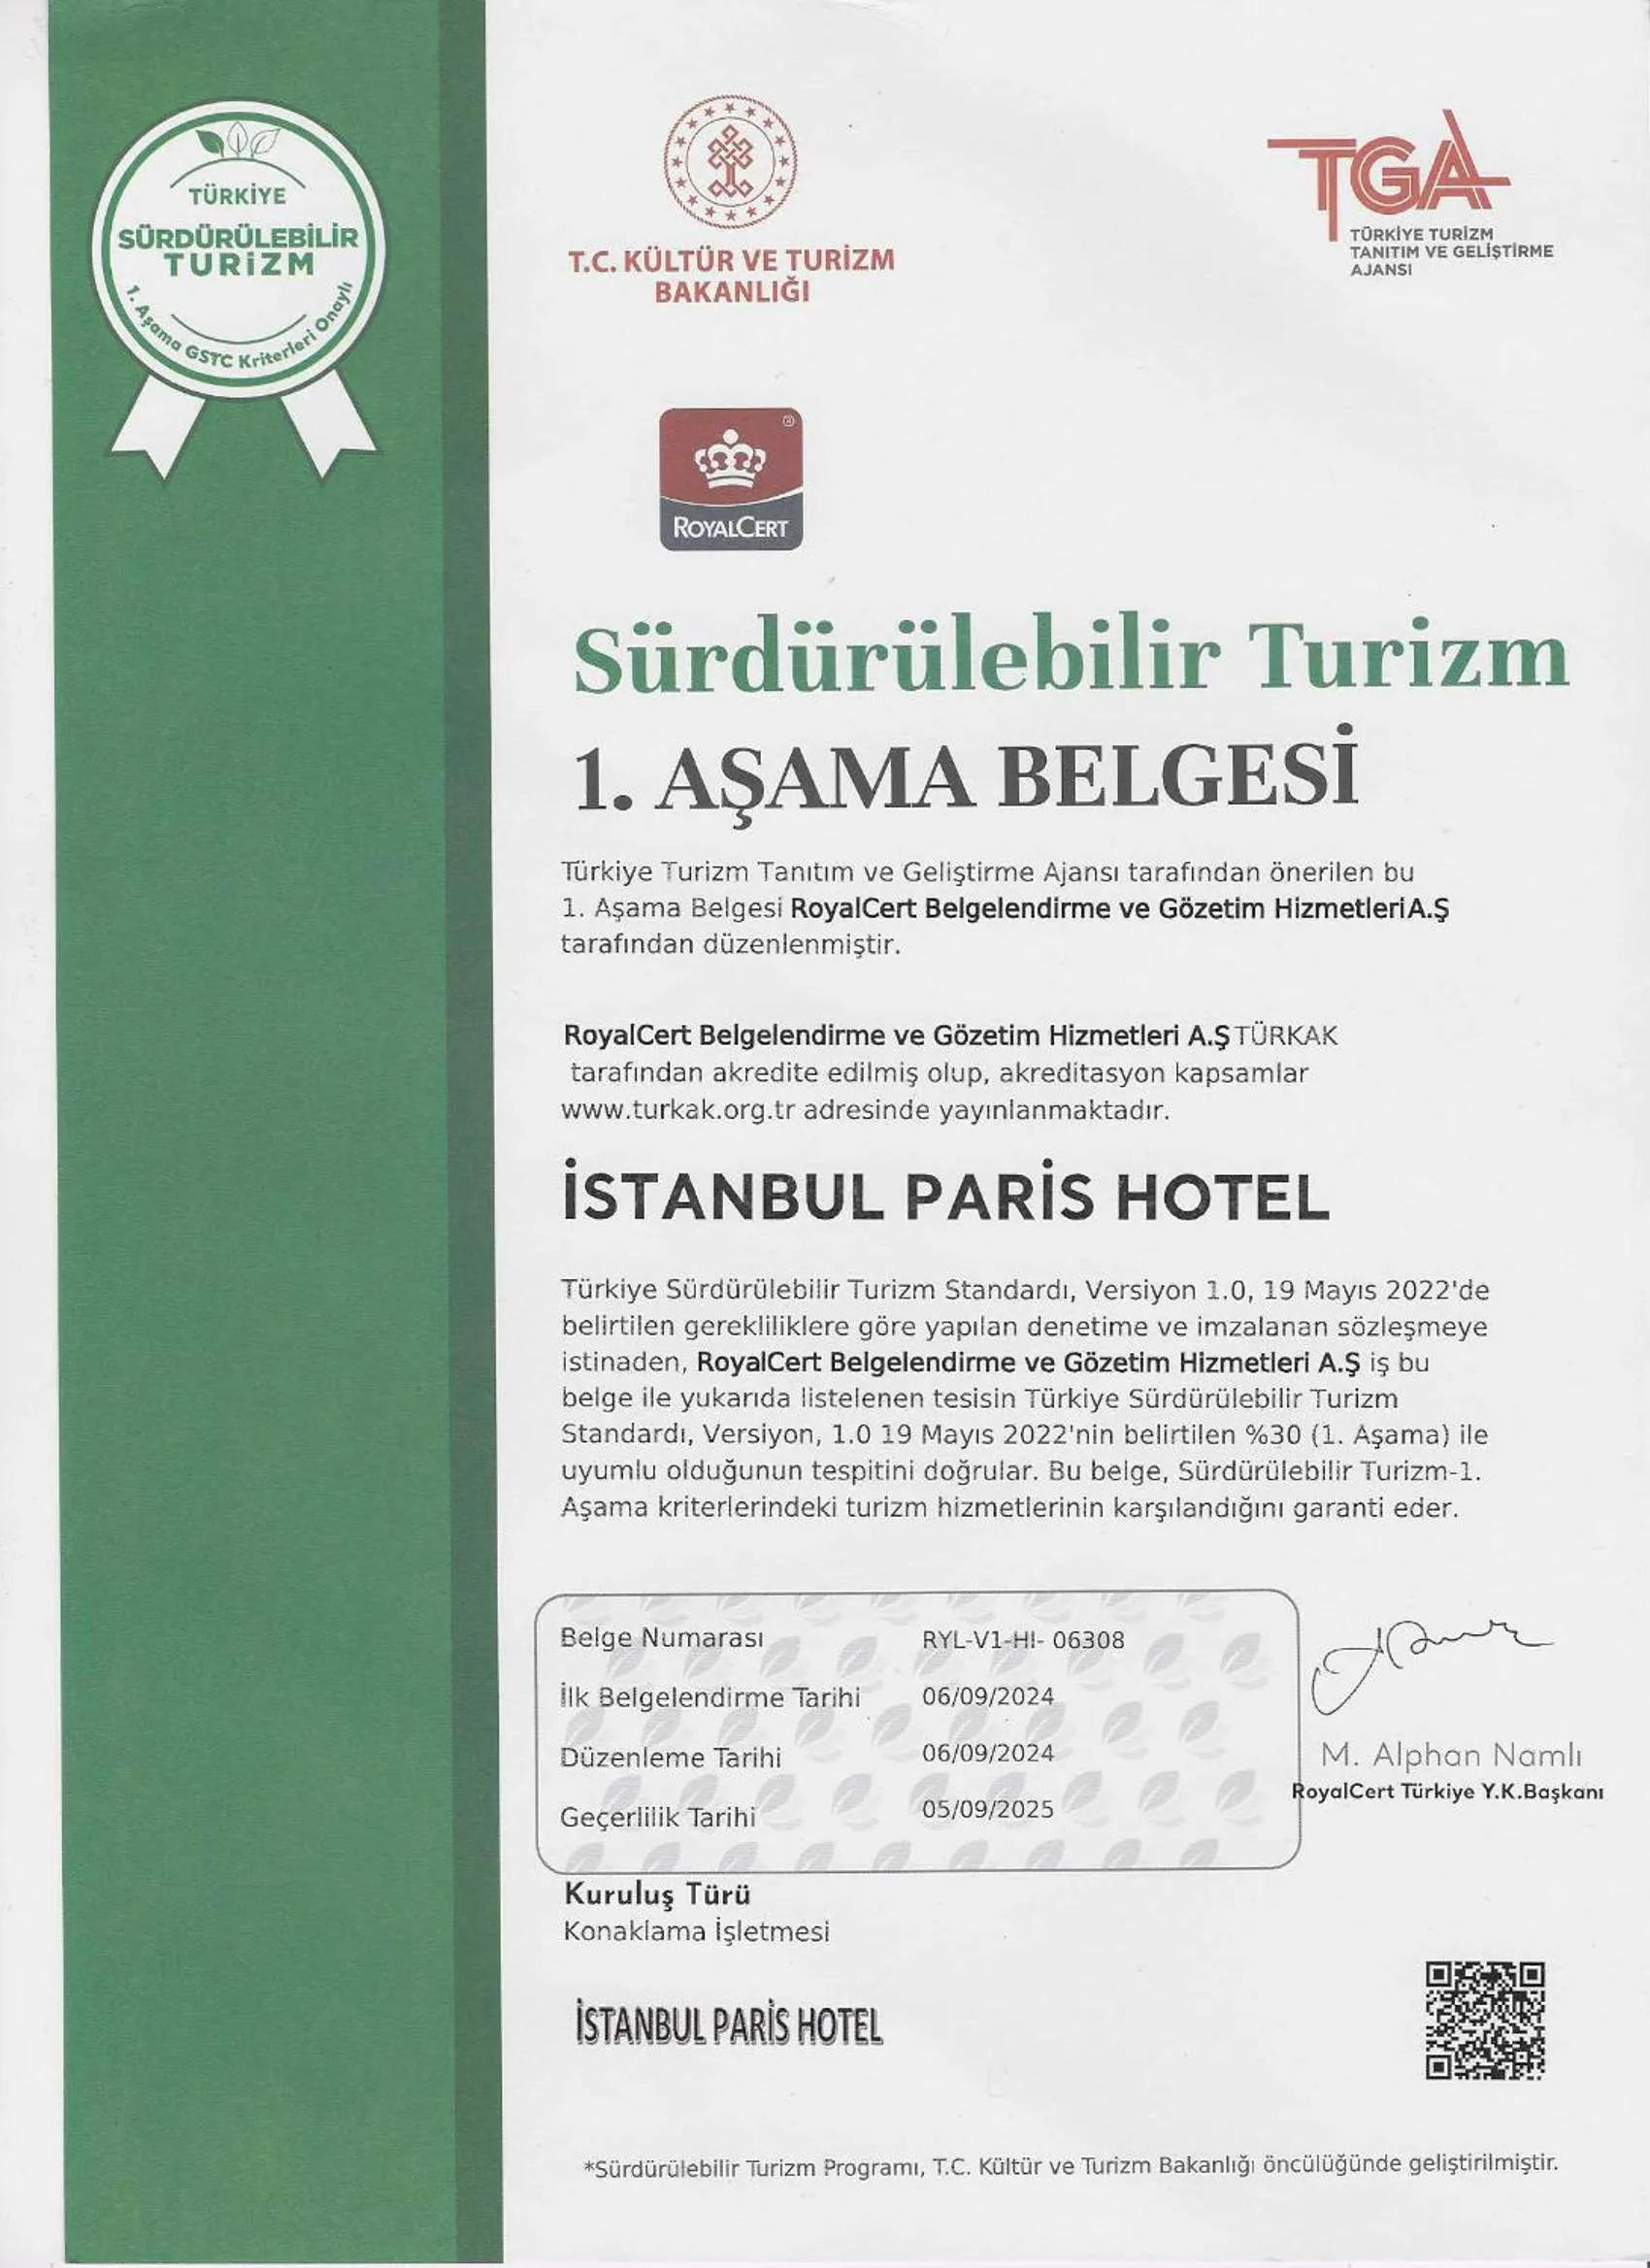 TÜRKİYE
SÜRDÜRÜLEBİLİR
TURİZM
1. Aşama GSTC Kriterleri Onaylı
T.C. KÜLTÜR VE TURİZM
BAKANLIĞI
TGA
TÜRKİYE TURİZM
TANITIM VE GELİŞTİRME
AJANSI
®
ROYALCERT
Sürdürülebilir Turizm
1. AŞAMA BELGESİ
Türkiye Turizm Tanıtım ve Geliştirme Ajansı tarafından önerilen bu
1. Aşama Belgesi RoyalCert Belgelendirme ve Gözetim HizmetleriA.Ş
tarafından düzenlenmiştir.
RoyalCert Belgelendirme ve Gözetim Hizmetleri A.ŞTÜRKAK
tarafından akredite edilmiş olup, akreditasyon kapsamlar
www.turkak.org.tr adresinde yayınlanmaktadır.
İSTANBUL PARİS HOTEL
Türkiye Sürdürülebilir Turizm Standardı, Versiyon 1.0, 19 Mayıs 2022'de
belirtilen gerekliliklere göre yapılan denetime ve imzalanan sözleşmeye
istinaden, RoyalCert Belgelendirme ve Gözetim Hizmetleri A.Ş iş bu
belge ile yukarıda listelenen tesisin Türkiye Sürdürülebilir Turizm
Standardı, Versiyon, 1.0 19 Mayıs 2022'nin belirtilen %30 (1. Aşama) ile
uyumlu olduğunun tespitini doğrular. Bu belge, Sürdürülebilir Turizm-1.
Aşama kriterlerindeki turizm hizmetlerinin karşılandığını garanti eder.
Belge Numarası RYL-V1-HI- 06308
İlk Belgelendirme Tarihi 06/09/2024
Düzenleme Tarihi 06/09/2024
Geçerlilik Tarihi 05/09/2025
M. Alphan Namlı
RoyalCert Türkiye Y.K.Başkanı
Kuruluş Türü
Konaklama İşletmesi
İSTANBUL PARİS HOTEL
*Sürdürülebilir Turizm Programı, T.C. Kültür ve Turizm Bakanlığı öncülüğünde geliştirilmiştir.